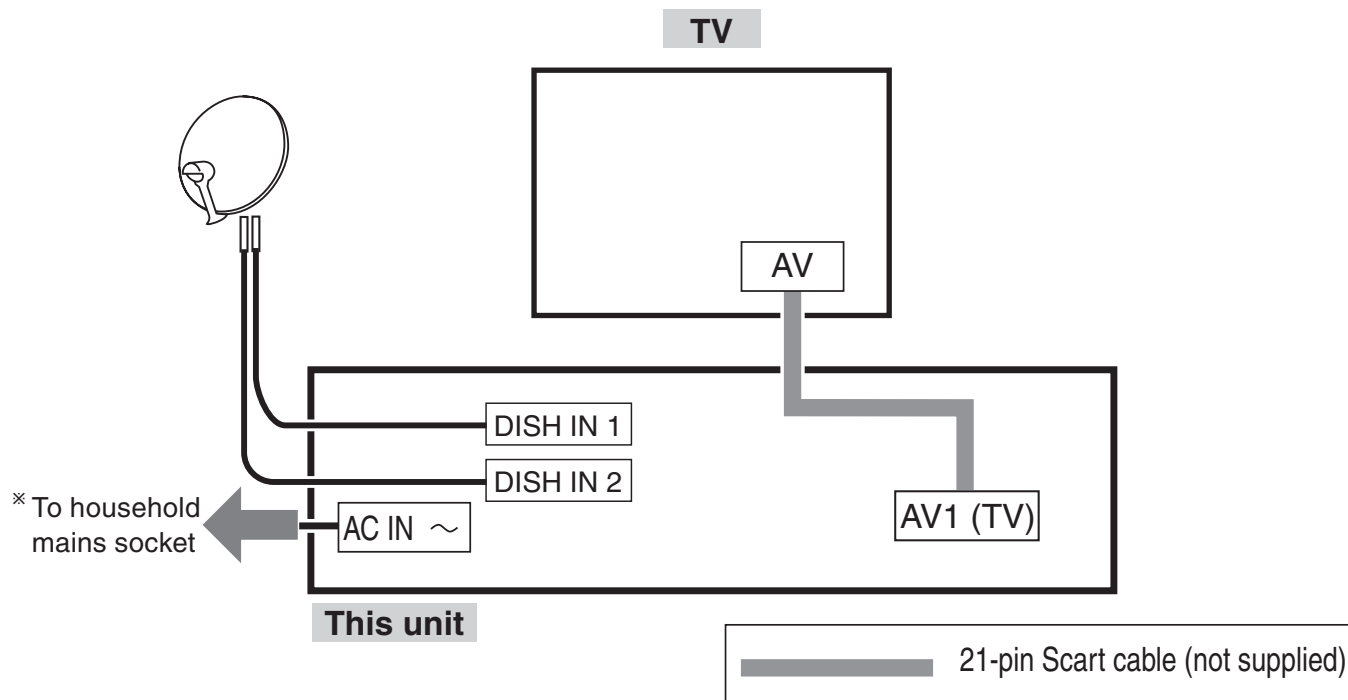 TV
AV
DISH IN 1
DISH IN 2
※ To household
mains socket
AC IN ～
AV1 (TV)
This unit
21-pin Scart cable (not supplied)